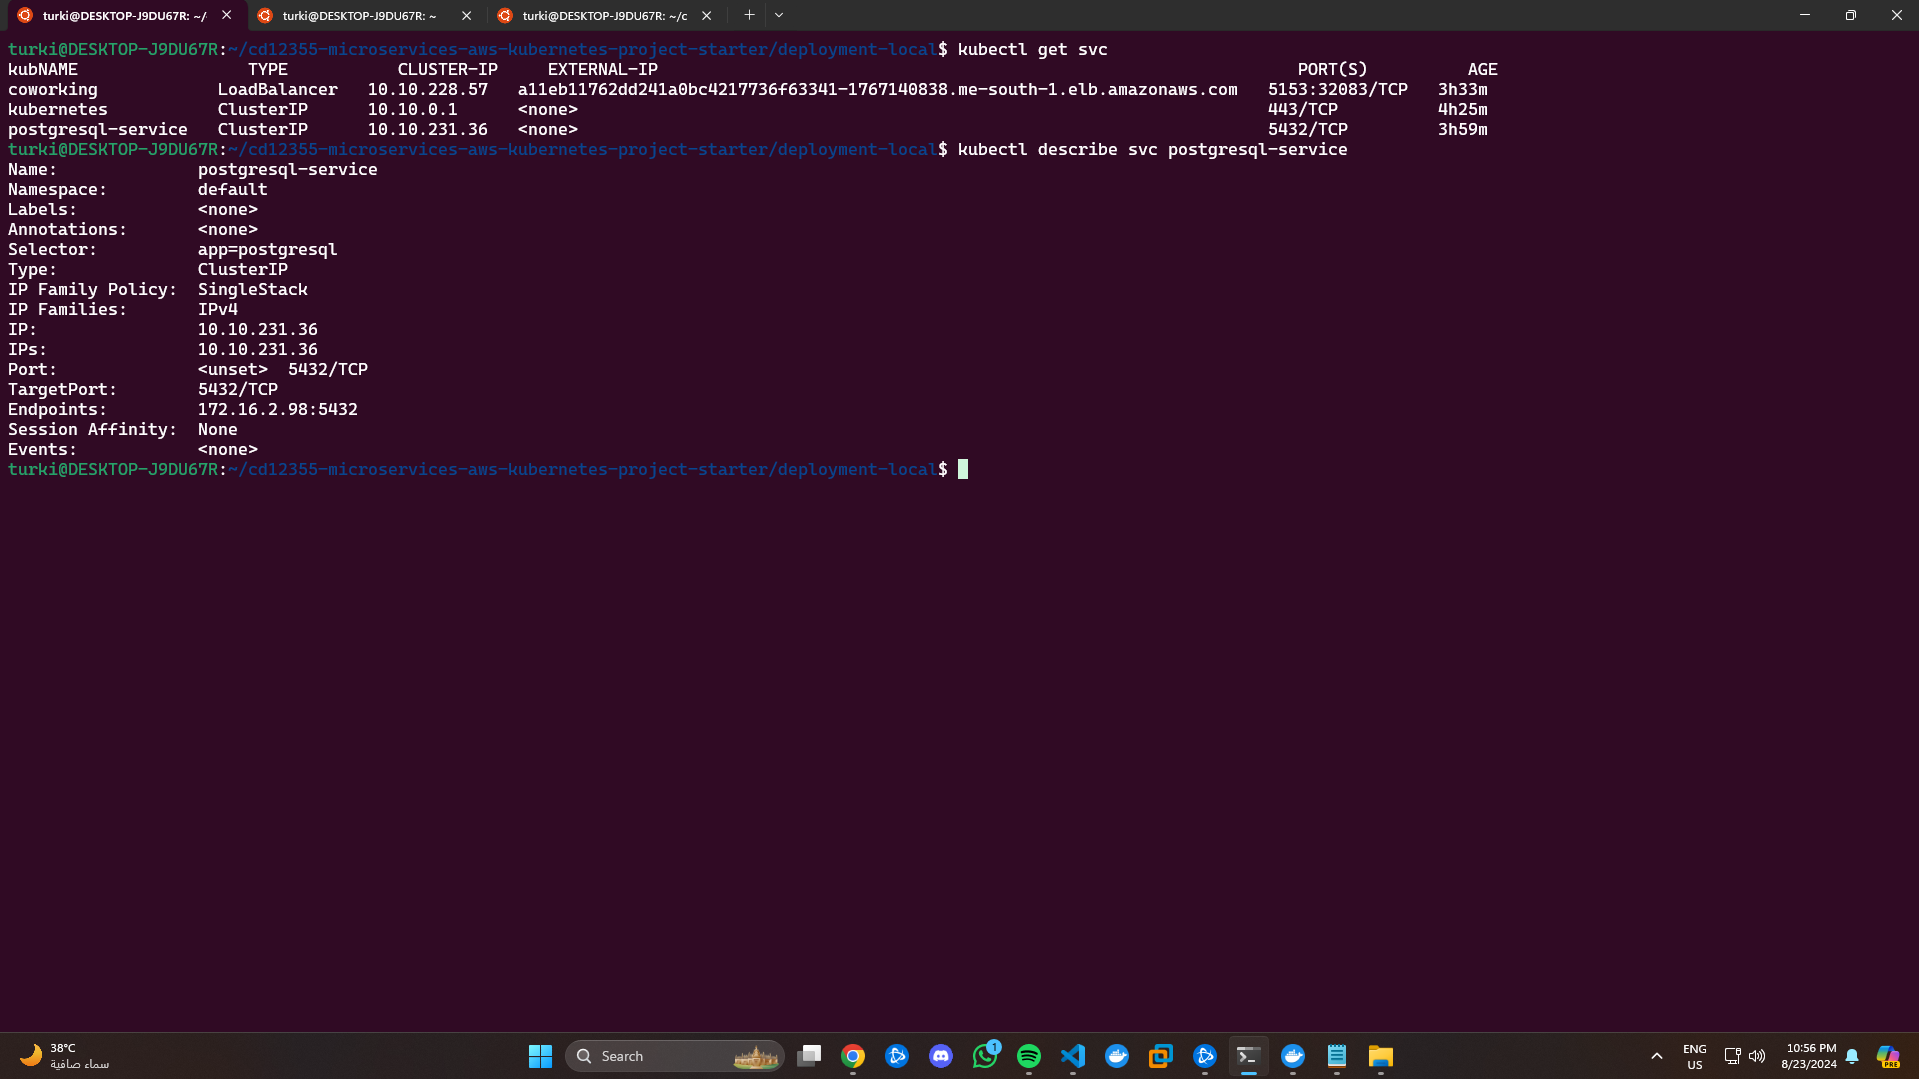 turki@DESKTOP-J9DU67R: ~/
turki@DESKTOP-J9DU67R: ~
turki@DESKTOP-J9DU67R: ~/c
turki@DESKTOP-J9DU67R:~/cd12355-microservices-aws-kubernetes-project-starter/deployment-local$ kubectl get svc
kubNAME TYPE CLUSTER-IP EXTERNAL-IP PORT(S) AGE
coworking LoadBalancer 10.10.228.57 a11eb11762dd241a0bc4217736f63341-1767140838.me-south-1.elb.amazonaws.com 5153:32083/TCP 3h33m
kubernetes ClusterIP 10.10.0.1 <none> 443/TCP 4h25m
postgresql-service ClusterIP 10.10.231.36 <none> 5432/TCP 3h59m
turki@DESKTOP-J9DU67R:~/cd12355-microservices-aws-kubernetes-project-starter/deployment-local$ kubectl describe svc postgresql-service
Name: postgresql-service
Namespace: default
Labels: <none>
Annotations: <none>
Selector: app=postgresql
Type: ClusterIP
IP Family Policy: SingleStack
IP Families: IPv4
IP: 10.10.231.36
IPs: 10.10.231.36
Port: <unset> 5432/TCP
TargetPort: 5432/TCP
Endpoints: 172.16.2.98:5432
Session Affinity: None
Events: <none>
turki@DESKTOP-J9DU67R:~/cd12355-microservices-aws-kubernetes-project-starter/deployment-local$
38°C
سماء صافية
Search
1
ENG
US
10:56 PM
8/23/2024
PRE